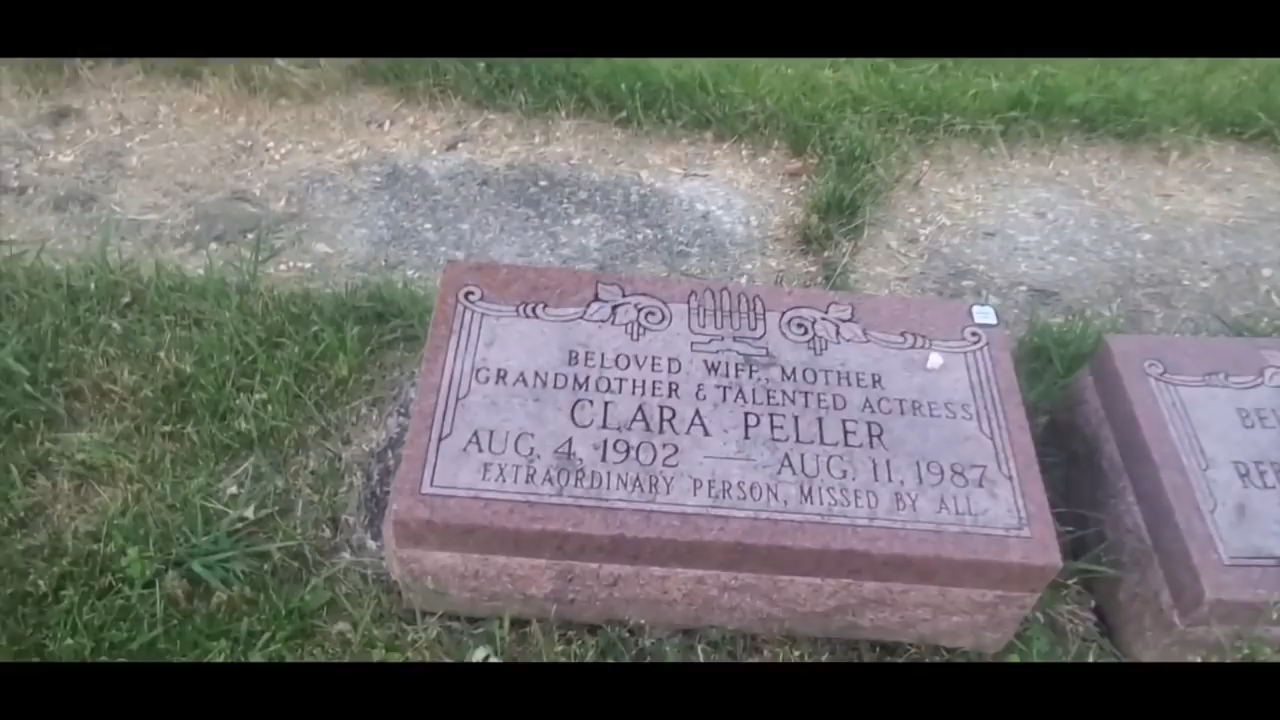 BELOVED WIFE, MOTHER
GRANDMOTHER & TALENTED ACTRESS
CLARA PELLER
AUG. 4, 1902 — AUG. 11, 1987
EXTRAORDINARY PERSON, MISSED BY ALL